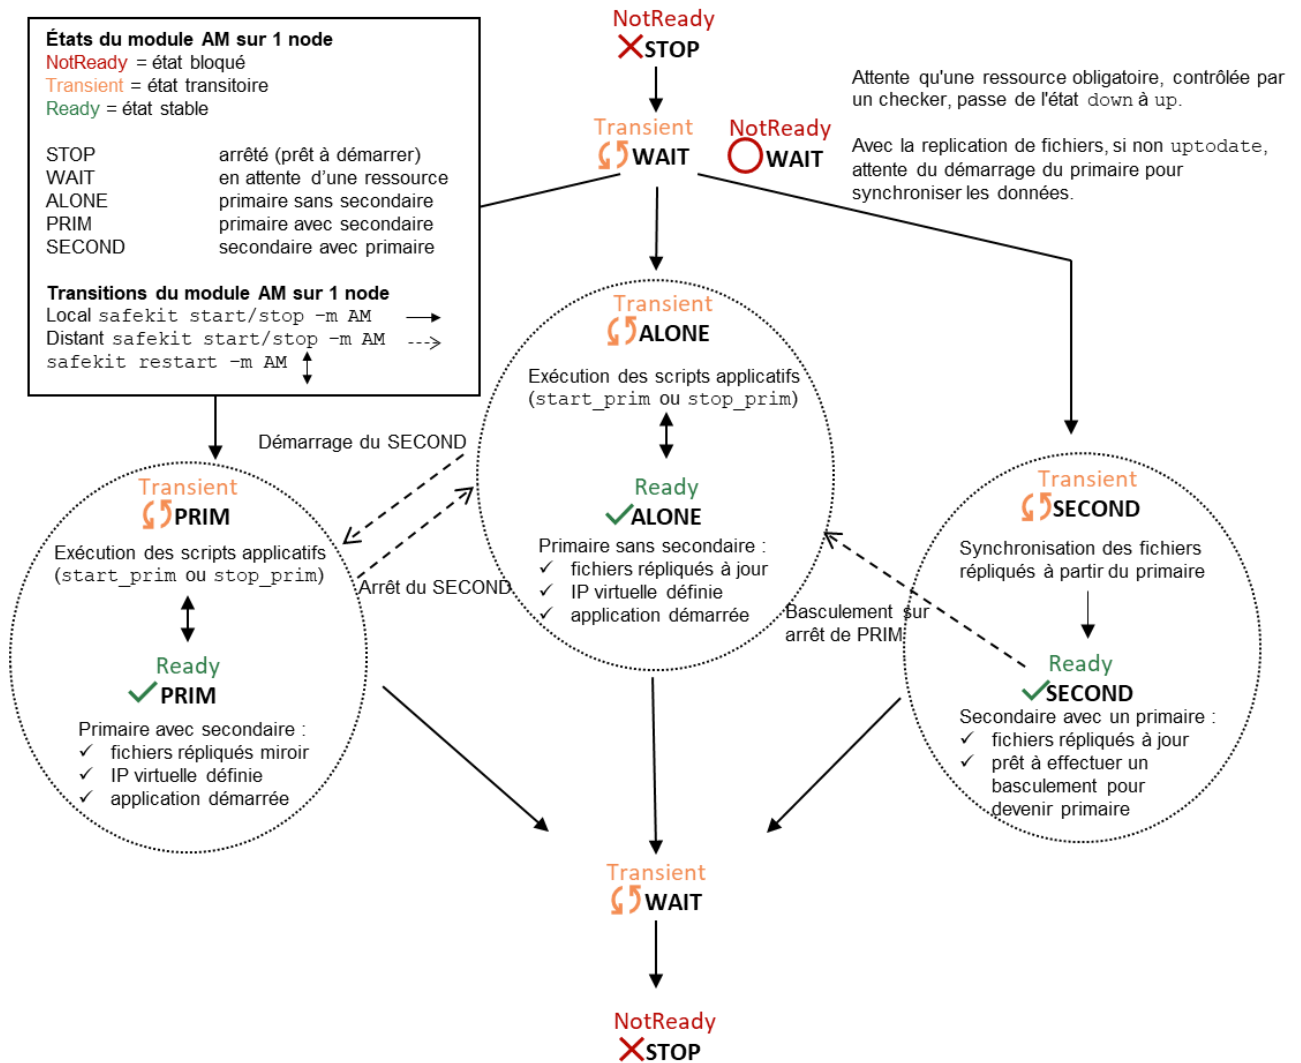 NotReady
STOP
États du module AM sur 1 node
NotReady = état bloqué
Transient = état transitoire
Ready = état stable
STOP arrêté (prêt à démarrer)
WAIT en attente d'une ressource
ALONE primaire sans secondaire
PRIM primaire avec secondaire
SECOND secondaire avec primaire
Transitions du module AM sur 1 node
Local safekit start/stop -m AM
Distant safekit start/stop -m AM
safekit restart -m AM
Transient
WAIT
NotReady
WAIT
Attente qu'une ressource obligatoire, contrôlée par
un checker, passe de l'état down à up.
Avec la replication de fichiers, si non uptodate,
attente du démarrage du primaire pour
synchroniser les données.
Transient
ALONE
Exécution des scripts applicatifs
(start_prim ou stop_prim)
Ready
ALONE
Primaire sans secondaire :
✓ fichiers répliqués à jour
✓ IP virtuelle définie
✓ application démarrée
Démarrage du SECOND
Arrêt du SECOND
Transient
PRIM
Exécution des scripts applicatifs
(start_prim ou stop_prim)
Ready
PRIM
Primaire avec secondaire :
✓ fichiers répliqués miroir
✓ IP virtuelle définie
✓ application démarrée
Basculement sur
arrêt de PRIM
Transient
SECOND
Synchronisation des fichiers
répliqués à partir du primaire
Ready
SECOND
Secondaire avec un primaire :
✓ fichiers répliqués à jour
✓ prêt à effectuer un
basculement pour
devenir primaire
Transient
WAIT
NotReady
STOP